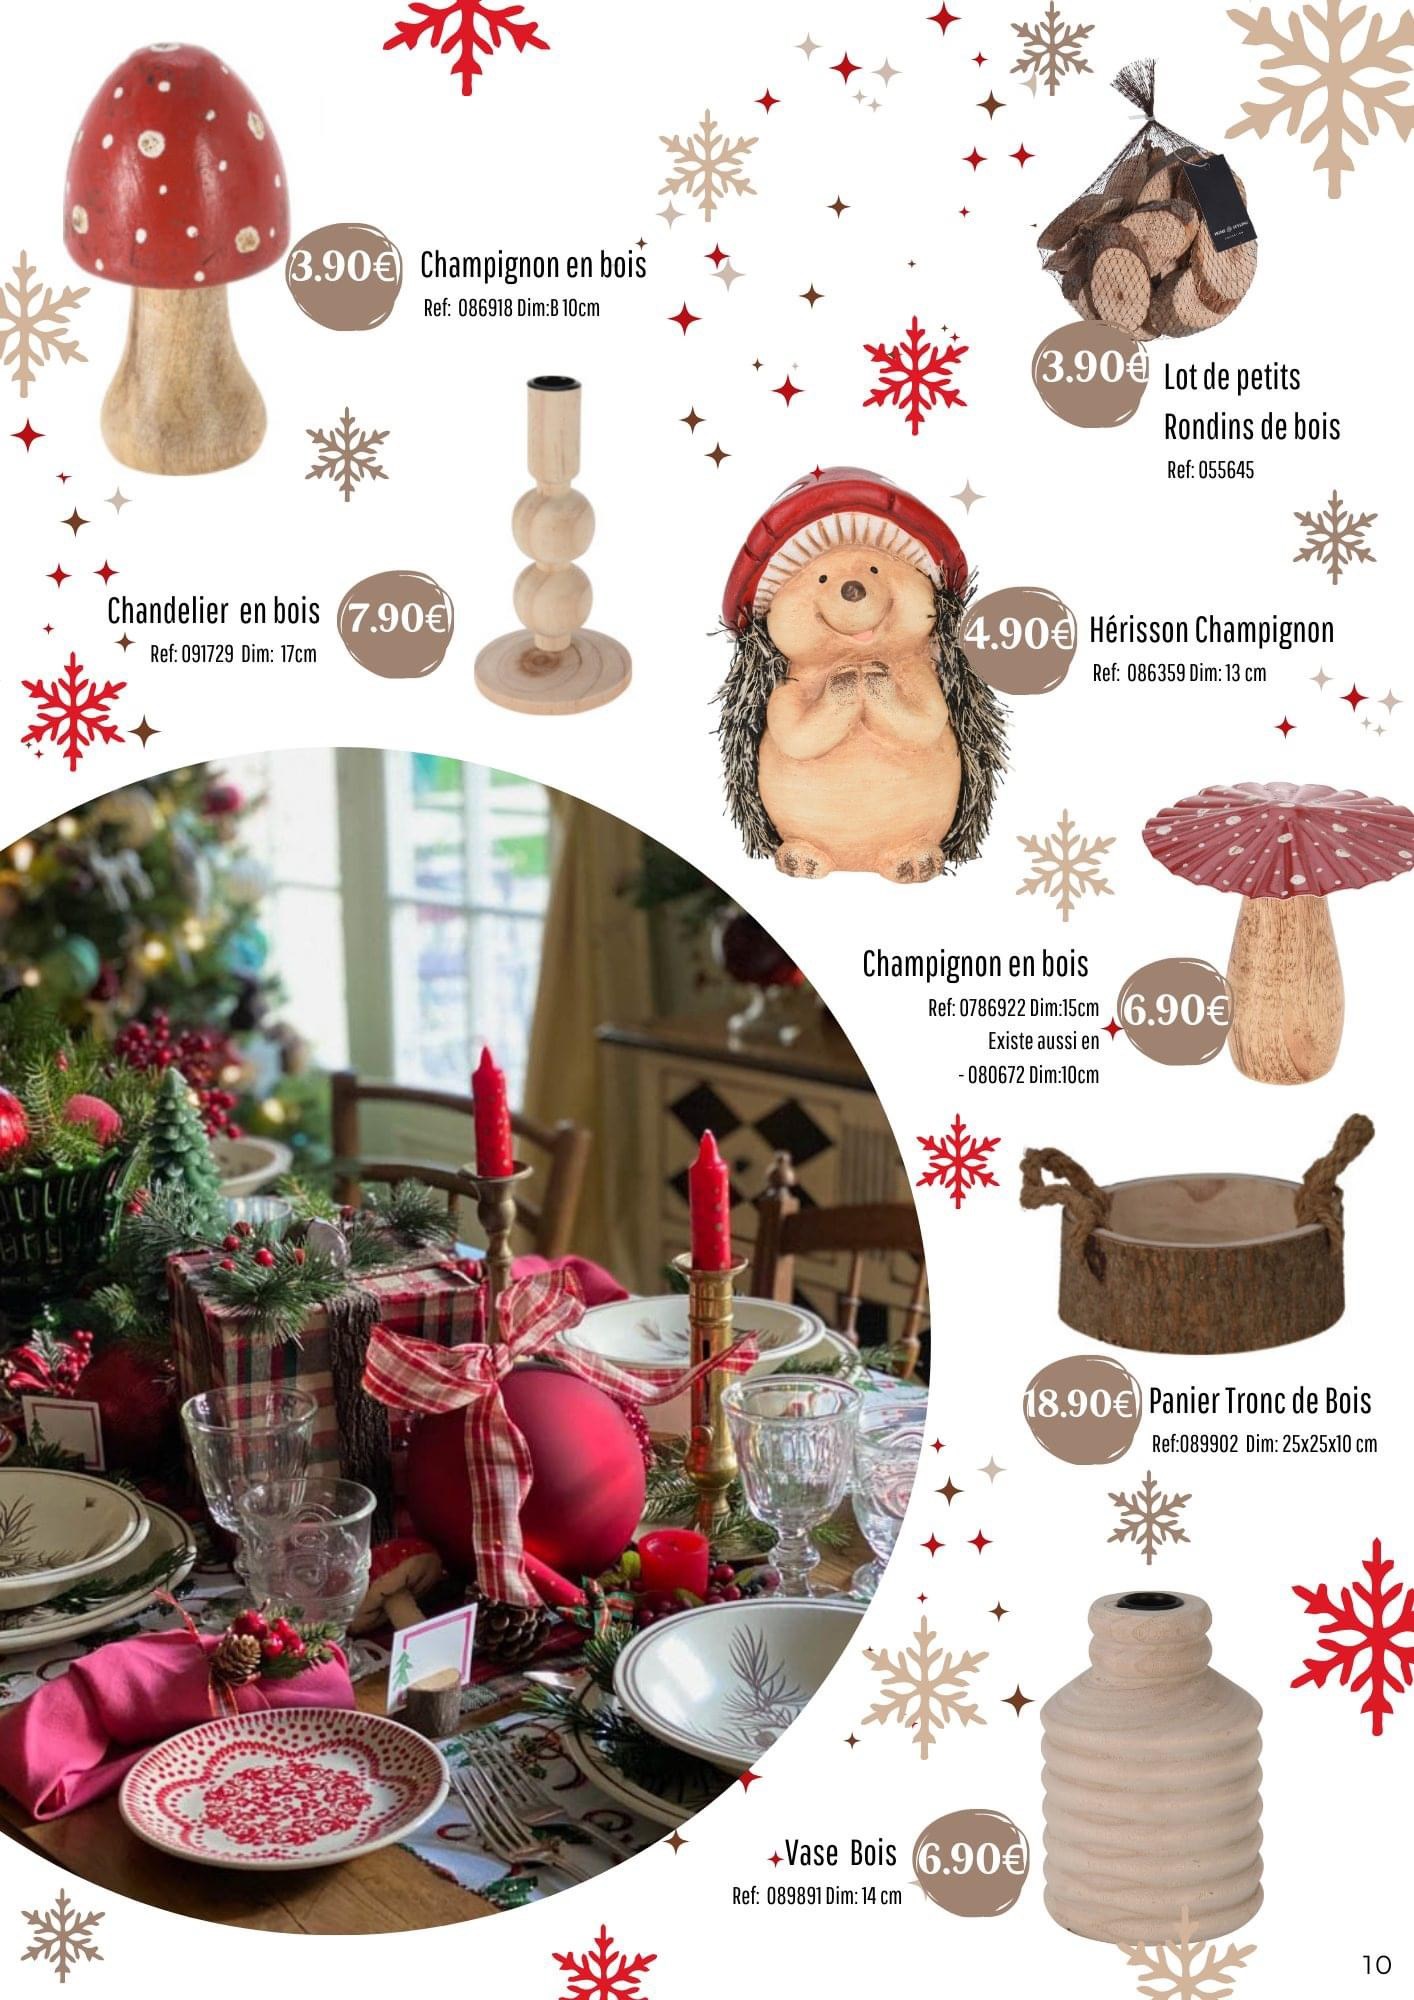 3.90€
Champignon en bois
Ref: 086918 Dim:B 10cm
3.90€
Lot de petits
Rondins de bois
Ref: 055645
Chandelier en bois
Ref: 091729 Dim: 17cm
7.90€
4.90€
Hérisson Champignon
Ref: 086359 Dim: 13 cm
Champignon en bois
Ref: 0786922 Dim:15cm
Existe aussi en
- 080672 Dim:10cm
6.90€
18.90€
Panier Tronc de Bois
Ref:089902 Dim: 25x25x10 cm
Vase Bois
Ref: 089891 Dim: 14 cm
6.90€
10